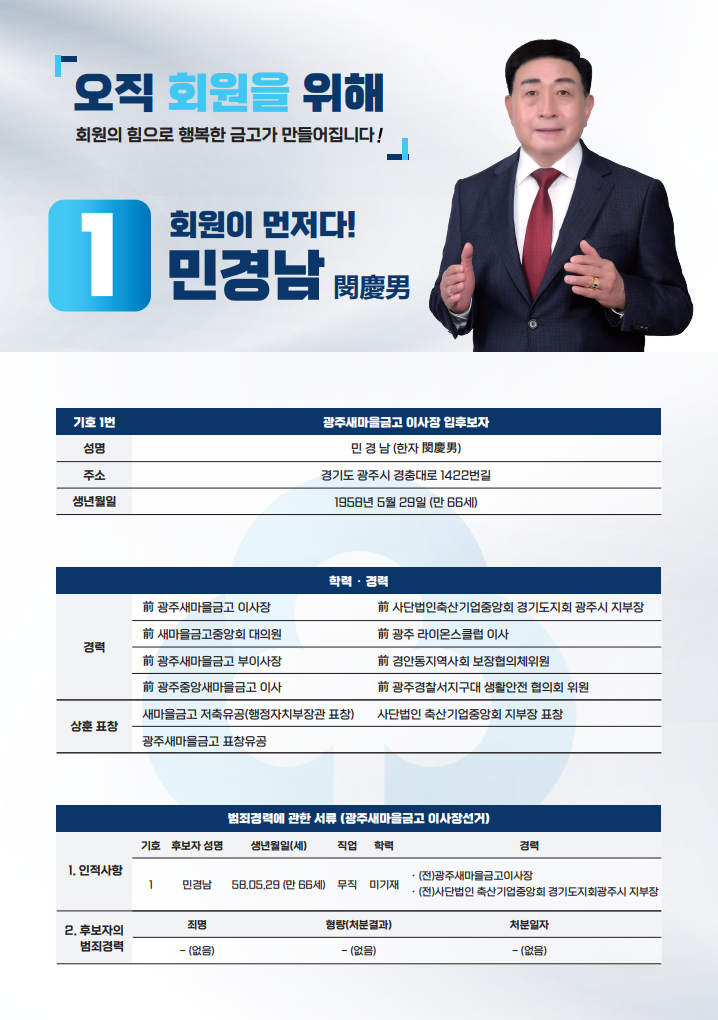 오직 회원을 위해
회원의 힘으로 행복한 금고가 만들어집니다!
1
회원이 먼저다!
민경남 閔慶男
기호 1번 광주새마을금고 이사장 입후보자
성명 민 경 남 (한자 閔慶男)
주소 경기도 광주시 경충대로 1422번길
생년월일 1958년 5월 29일 (만 66세)
학력 · 경력
경력
前 광주새마을금고 이사장 前 사단법인축산기업중앙회 경기도지회 광주시 지부장
前 새마을금고중앙회 대의원 前 광주 라이온스클럽 이사
前 광주새마을금고 부이사장 前 경안동지역사회 보장협의체위원
前 광주중앙새마을금고 이사 前 광주경찰서지구대 생활안전 협의회 위원
상훈 표창
새마을금고 저축유공(행정자치부장관 표창) 사단법인 축산기업중앙회 지부장 표창
광주새마을금고 표창유공
범죄경력에 관한 서류 (광주새마을금고 이사장선거)
1. 인적사항
기호 후보자 성명 생년월일(세) 직업 학력 경력
1 민경남 58.05.29 (만 66세) 무직 미기재
· (전)광주새마을금고이사장
· (전)사단법인 축산기업중앙회 경기도지회광주시 지부장
2. 후보자의
범죄경력
죄명 형량(처분결과) 처분일자
- (없음) - (없음) - (없음)